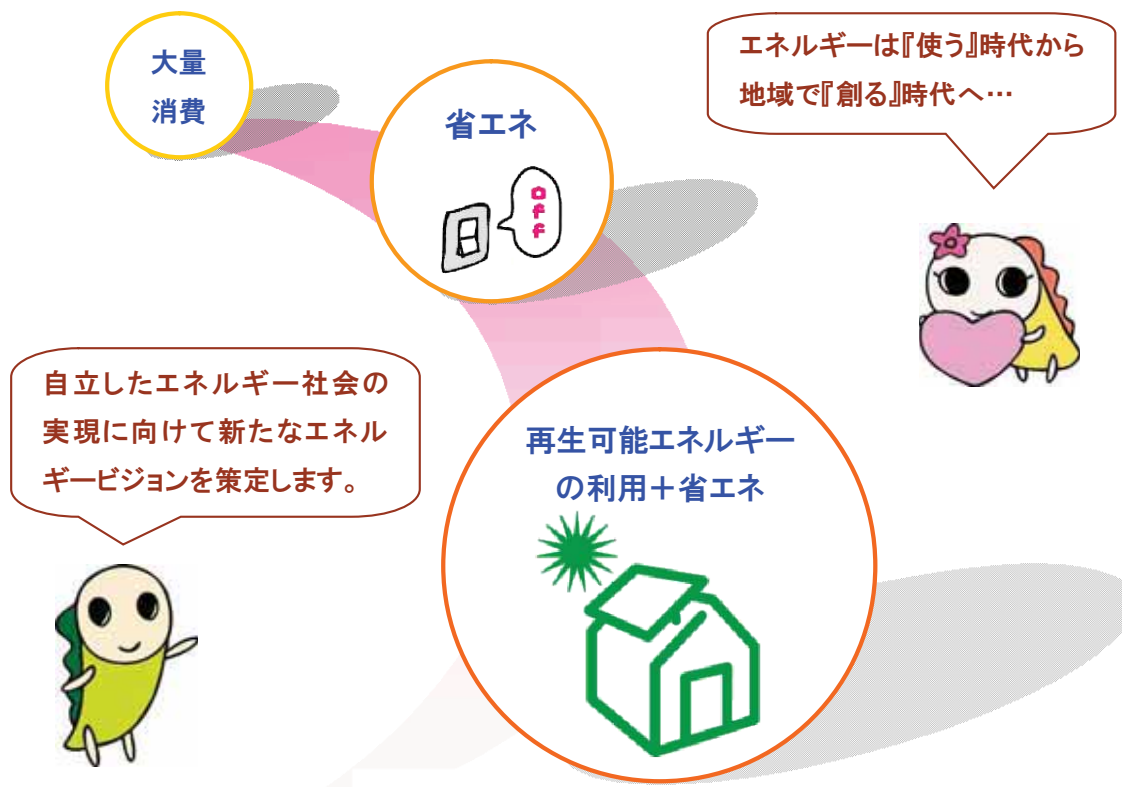 大量
消費
省エネ
off
エネルギーは『使う』時代から
地域で『創る』時代へ…
自立したエネルギー社会の
実現に向けて新たなエネル
ギービジョンを策定します。
再生可能エネルギー
の利用＋省エネ